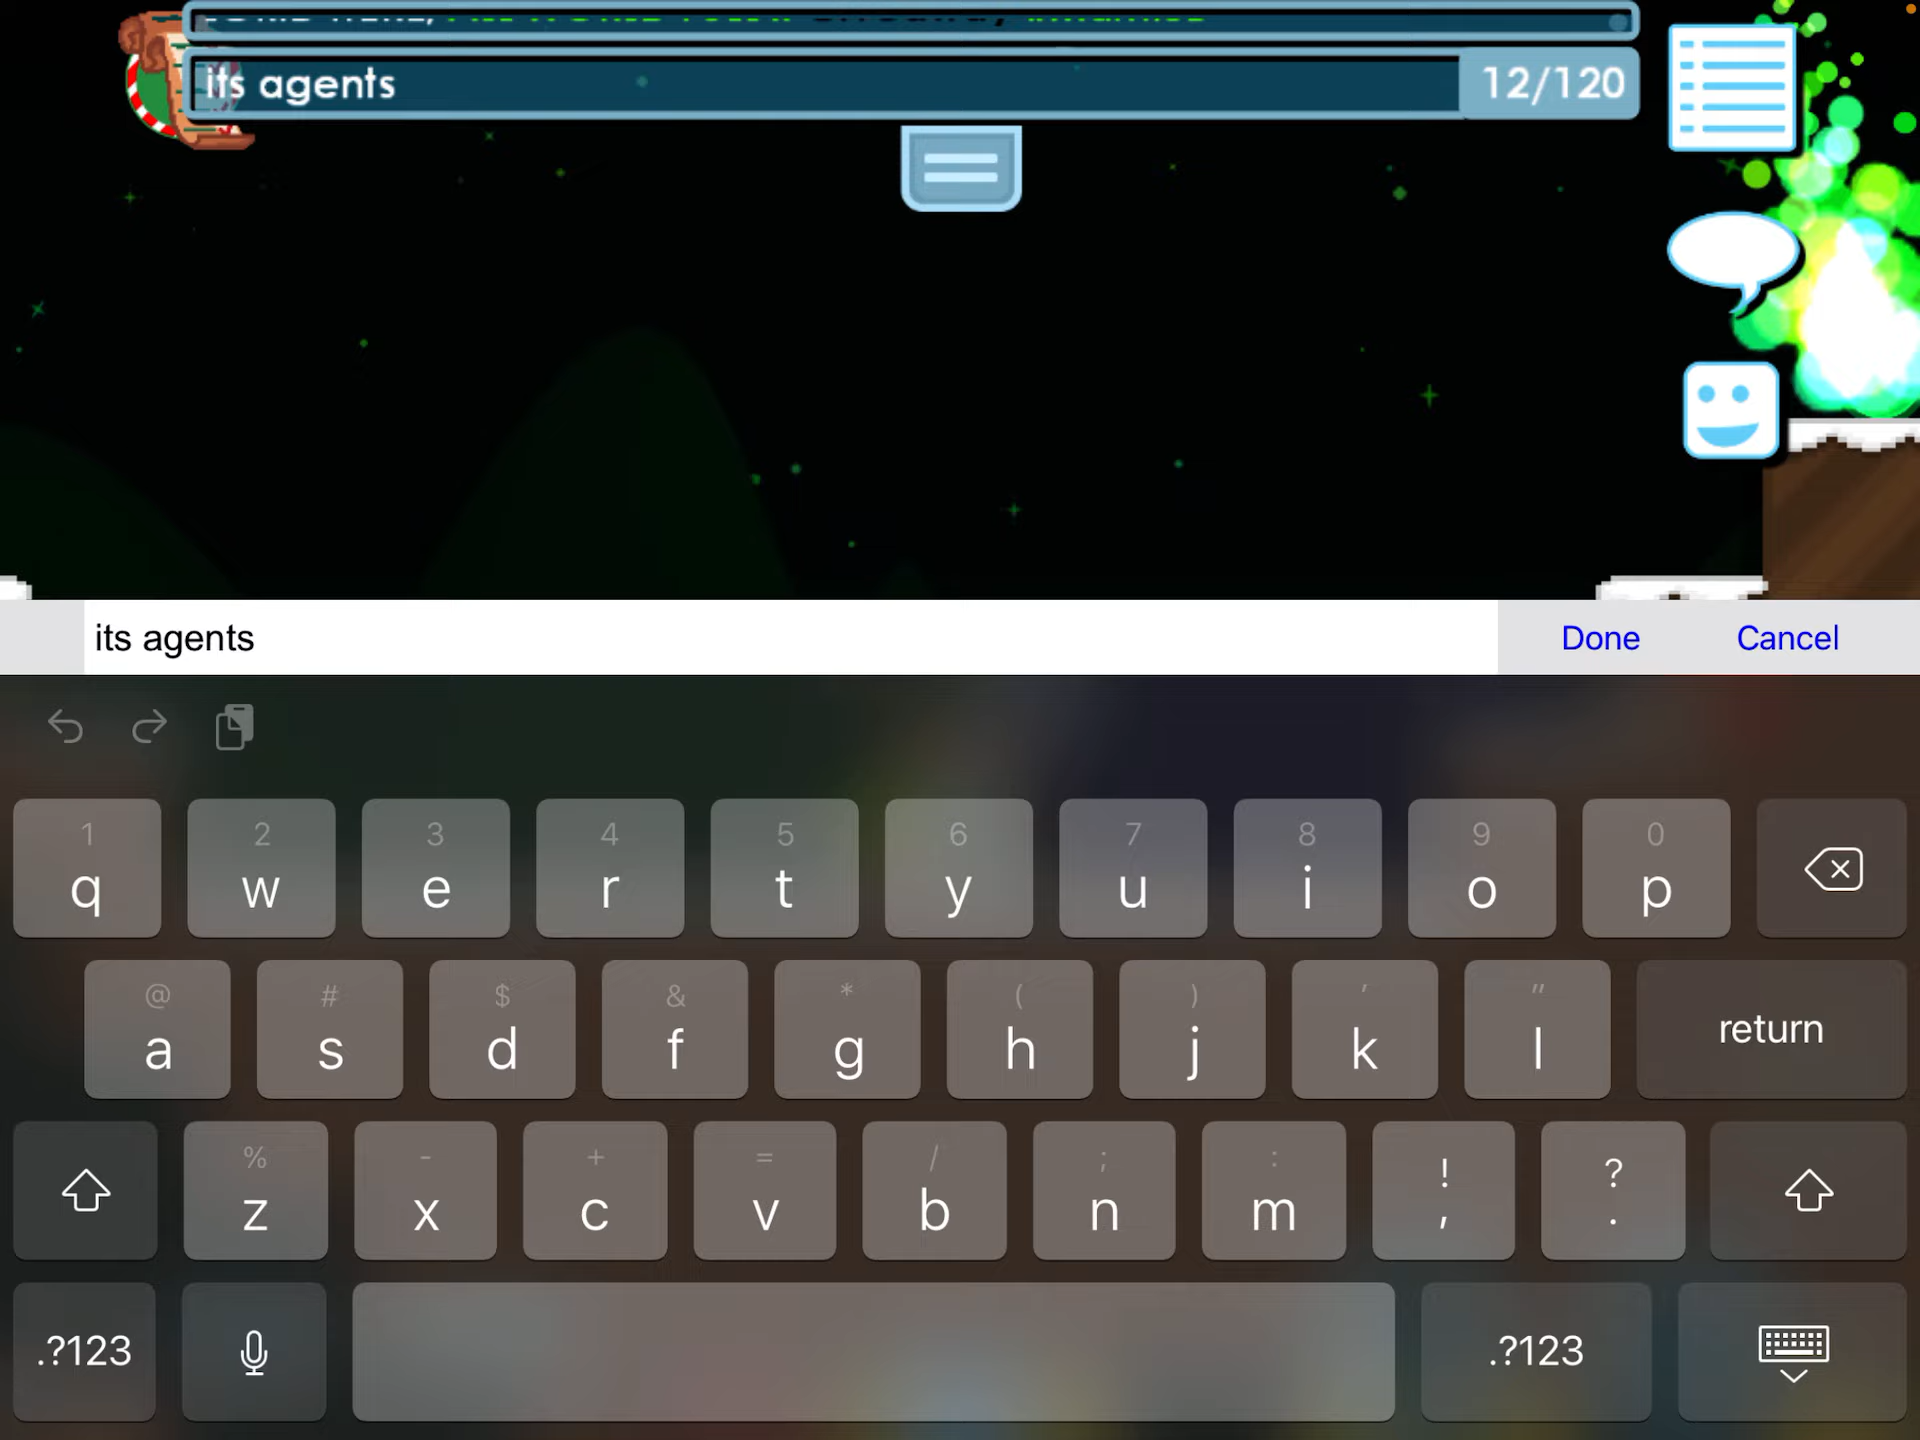 its agents 12/120
its agents Done Cancel
1 2 3 4 5 6 7 8 9 0
q w e r t y u i o p
@ # $ & * ( ) ' "
a s d f g h j k l return
% - + = / ; : ! ?
z x c v b n m , .
.?123 .?123